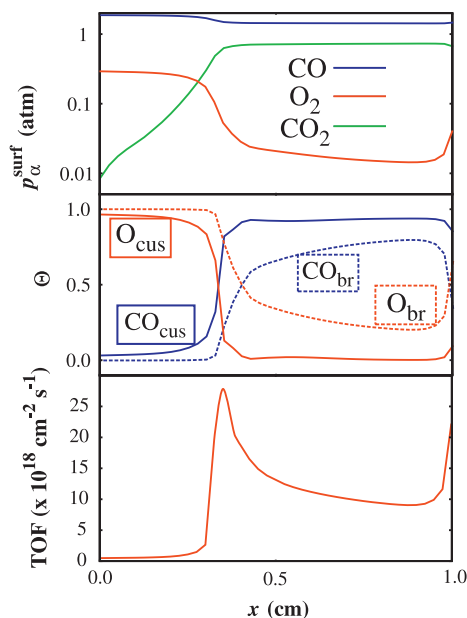 1
0.1
0.01
p_α^surf (atm)
CO
O₂
CO₂
1.0
0.5
0.0
Θ
O_cus
CO_cus
CO_br
O_br
25
20
15
10
5
0
TOF (x 10¹⁸ cm⁻² s⁻¹)
0.0 0.5 1.0
x (cm)